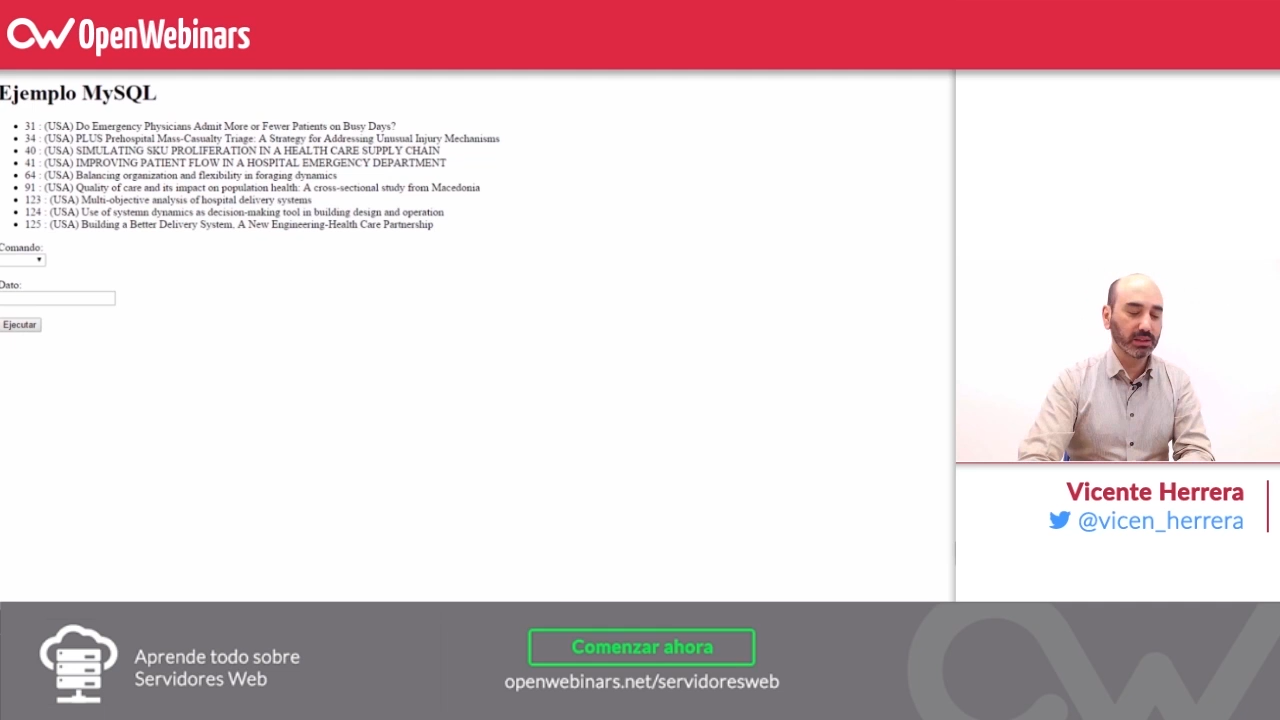 OpenWebinars
Ejemplo MySQL
31 : (USA) Do Emergency Physicians Admit More or Fewer Patients on Busy Days?
34 : (USA) PLUS Prehospital Mass-Casualty Triage: A Strategy for Addressing Unusual Injury Mechanisms
40 : (USA) SIMULATING SKU PROLIFERATION IN A HEALTH CARE SUPPLY CHAIN
41 : (USA) IMPROVING PATIENT FLOW IN A HOSPITAL EMERGENCY DEPARTMENT
64 : (USA) Balancing organization and flexibility in foraging dynamics
91 : (USA) Quality of care and its impact on population health: A cross-sectional study from Macedonia
123 : (USA) Multi-objective analysis of hospital delivery systems
124 : (USA) Use of systemn dynamics as decision-making tool in building design and operation
125 : (USA) Building a Better Delivery System, A New Engineering-Health Care Partnership
Comando:
Dato:
Ejecutar
Vicente Herrera
@vicen_herrera
Aprende todo sobre
Servidores Web
Comenzar ahora
openwebinars.net/servidoresweb